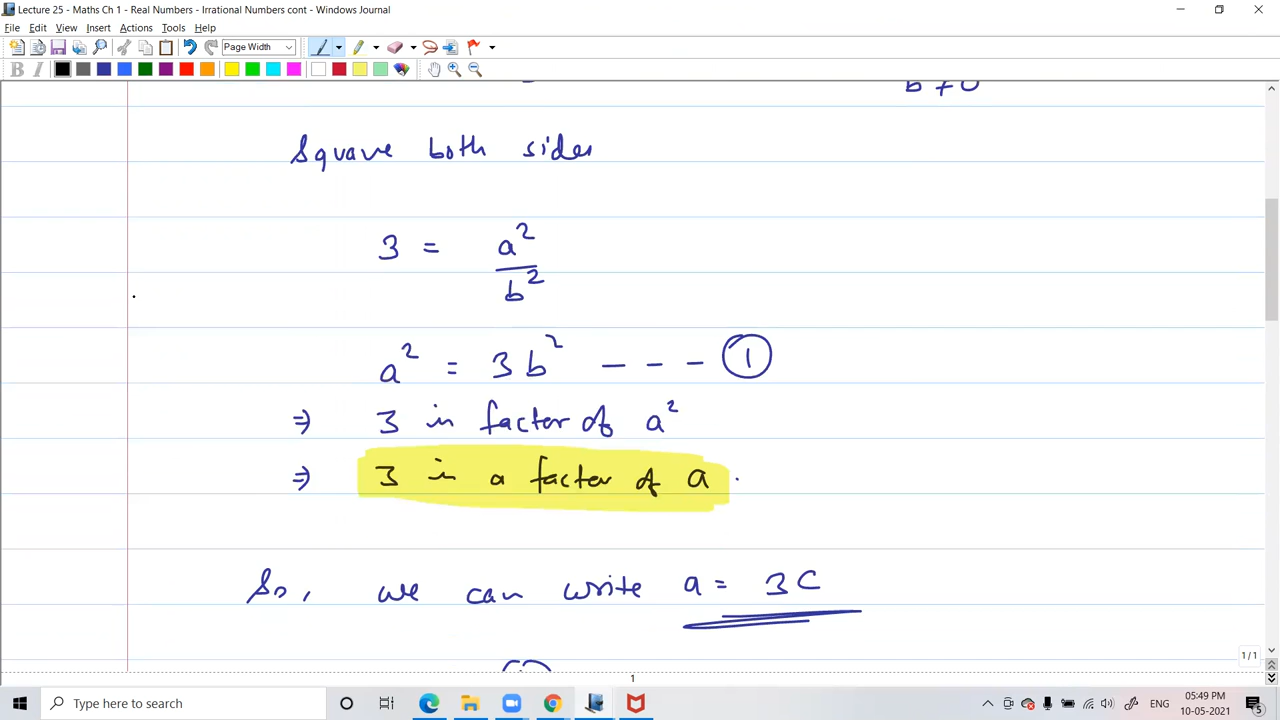 Lecture 25 - Maths Ch 1 - Real Numbers - Irrational Numbers cont - Windows Journal
File Edit View Insert Actions Tools Help
Page Width
B I
b ≠ 0
Square both sides
3 = a²/b²
a² = 3b² - - - ①
⇒ 3 is factor of a²
⇒ 3 is a factor of a
So, we can write a = 3C
1/1
1
Type here to search
ENG
05:49 PM
10-05-2021
5